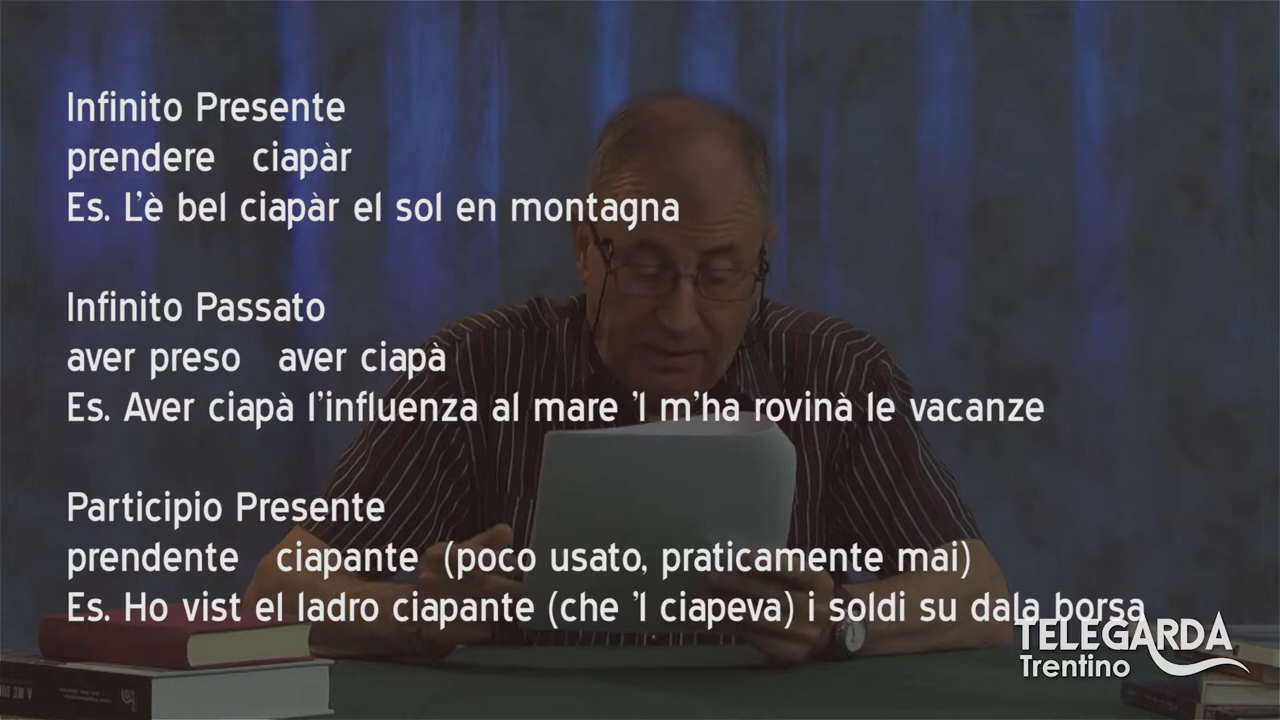 Infinito Presente
prendere ciapàr
Es. L'è bel ciapàr el sol en montagna
Infinito Passato
aver preso aver ciapà
Es. Aver ciapà l'influenza al mare 'l m'ha rovinà le vacanze
Participio Presente
prendente ciapante (poco usato, praticamente mai)
Es. Ho vist el ladro ciapante (che 'l ciapeva) i soldi su dala borsa
TELEGARDA
Trentino